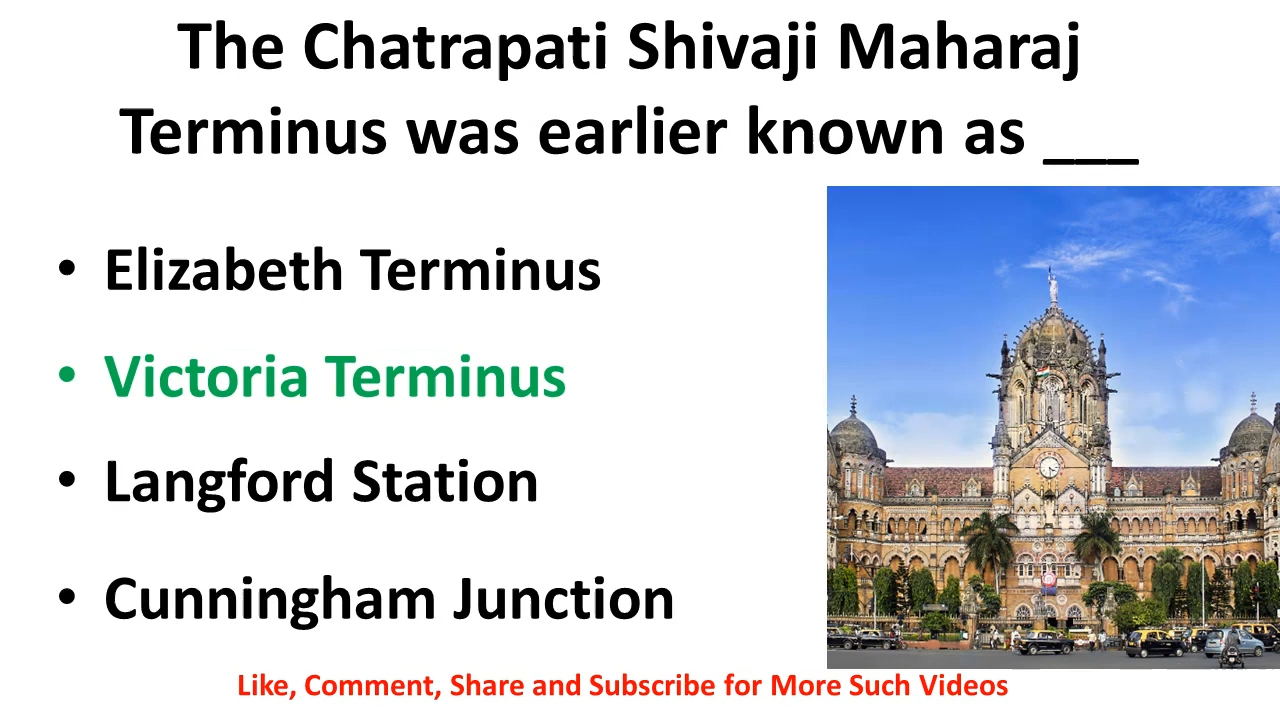 The Chatrapati Shivaji Maharaj
Terminus was earlier known as ___
• Elizabeth Terminus
• Victoria Terminus
• Langford Station
• Cunningham Junction
Like, Comment, Share and Subscribe for More Such Videos